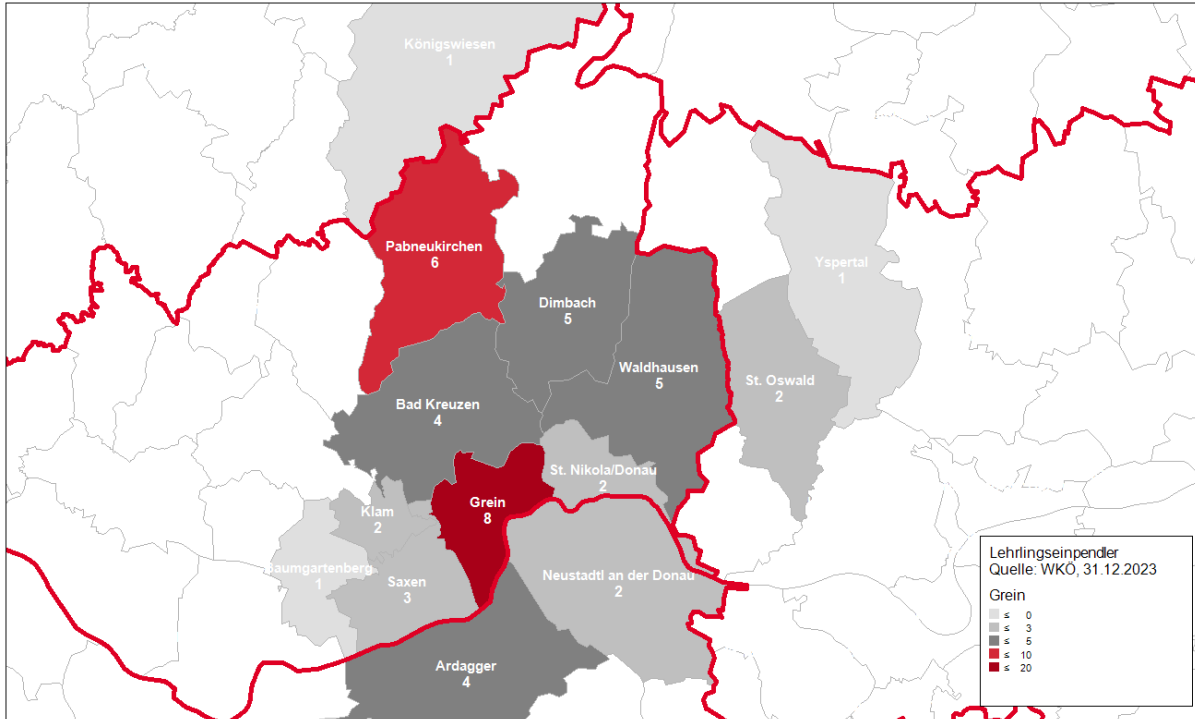 Königswiesen
1
Pabneukirchen
6
Yspertal
1
Dimbach
5
Waldhausen
5
St. Oswald
2
Bad Kreuzen
4
St. Nikola/Donau
2
Grein
8
Klam
2
Baumgartenberg
1
Saxen
3
Neustadtl an der Donau
2
Ardagger
4
Lehrlingseinpendler
Quelle: WKÖ, 31.12.2023
Grein
≤ 0
≤ 3
≤ 5
≤ 10
≤ 20